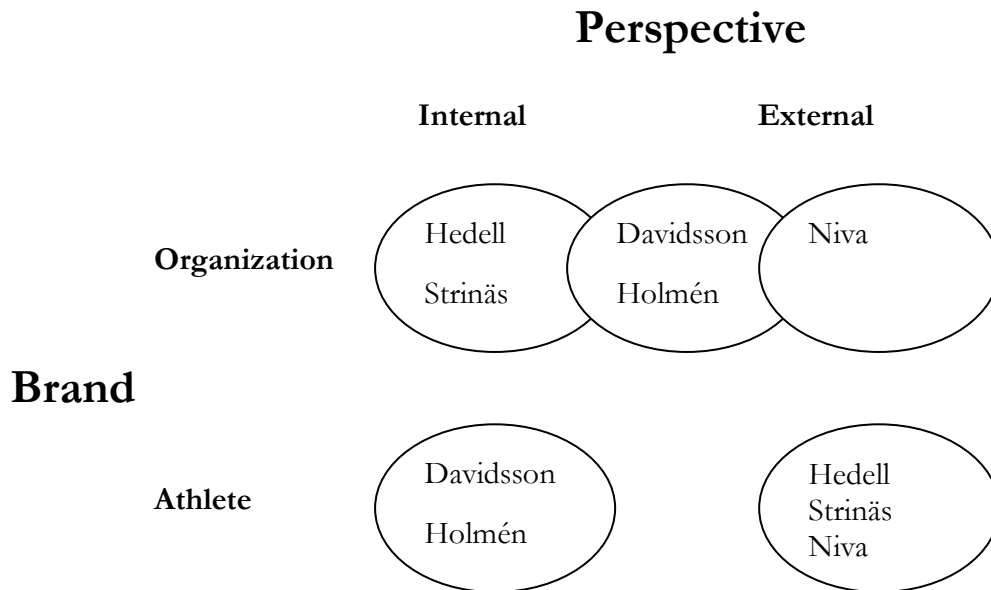 Perspective
Internal External
Hedell Davidsson Niva
Organization
Strinäs Holmén
Brand
Davidsson Hedell
Athlete Strinäs
Holmén Niva